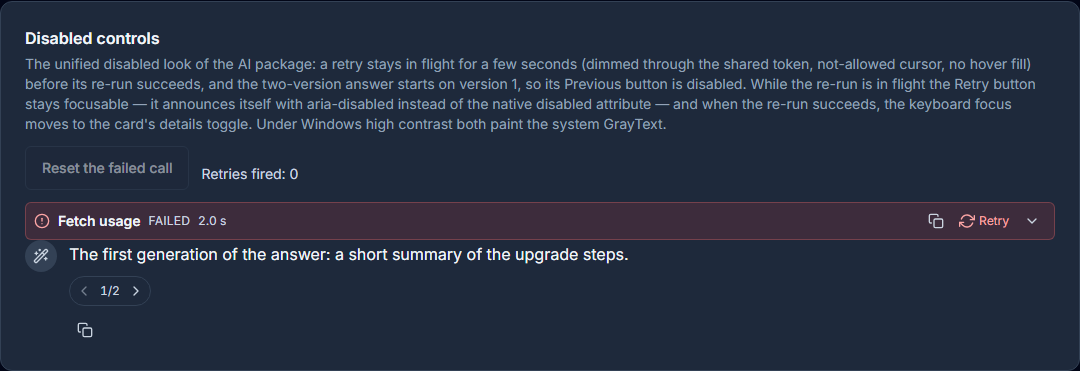 Disabled controls
The unified disabled look of the AI package: a retry stays in flight for a few seconds (dimmed through the shared token, not-allowed cursor, no hover fill)
before its re-run succeeds, and the two-version answer starts on version 1, so its Previous button is disabled. While the re-run is in flight the Retry button
stays focusable — it announces itself with aria-disabled instead of the native disabled attribute — and when the re-run succeeds, the keyboard focus
moves to the card's details toggle. Under Windows high contrast both paint the system GrayText.
Reset the failed call Retries fired: 0
Fetch usage FAILED 2.0 s Retry
The first generation of the answer: a short summary of the upgrade steps.
1/2